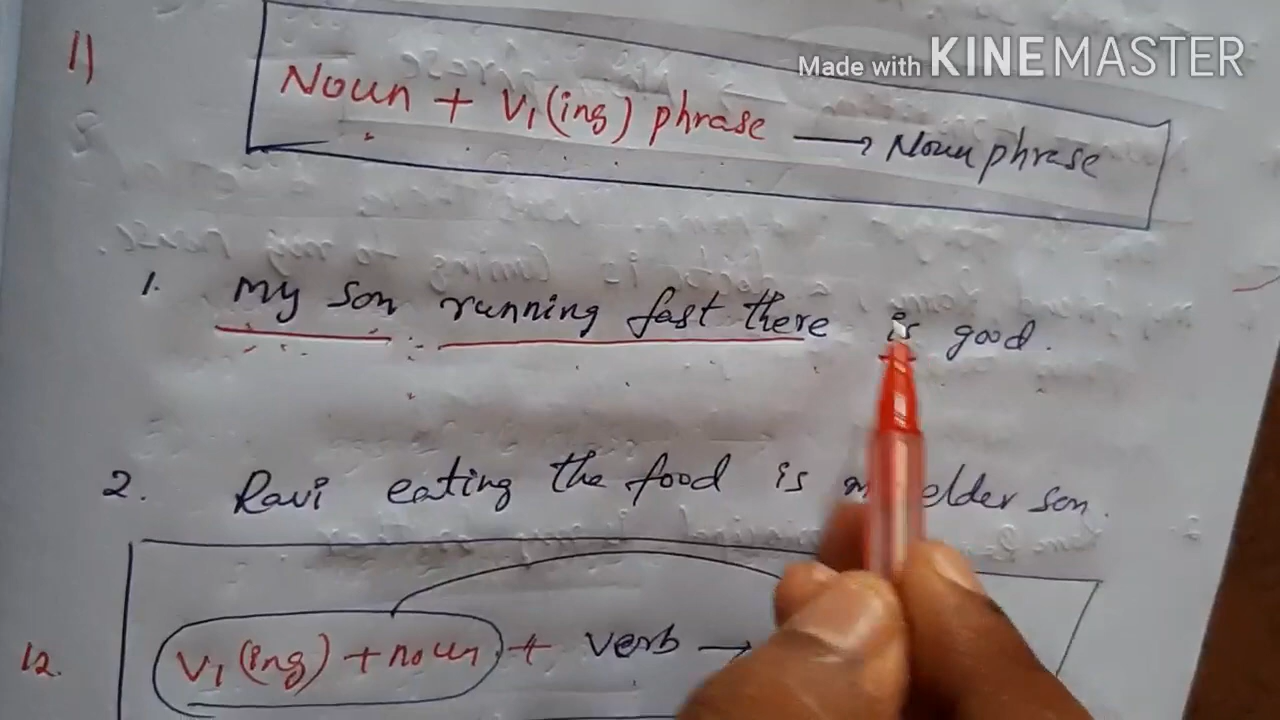 Made with KINEMASTER
11) Noun + V1(ing) phrase → Noun phrase
1. my son running fast there is good.
2. Ravi eating the food is elder son.
12. V1(ing) + noun + verb →